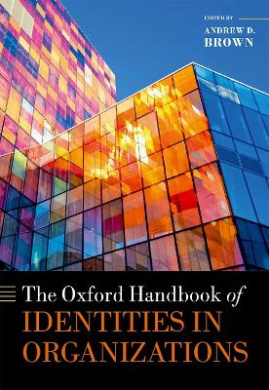 EDITED BY
ANDREW D.
BROWN
The Oxford Handbook of
IDENTITIES IN
ORGANIZATIONS